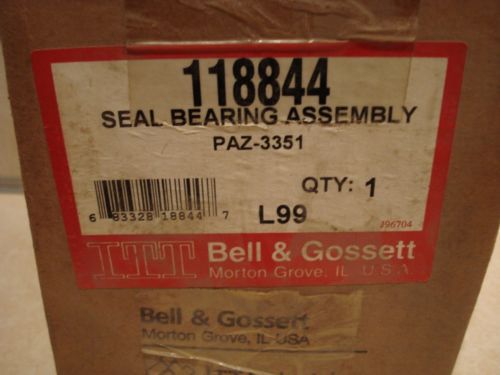 118844
SEAL BEARING ASSEMBLY
PAZ-3351
QTY: 1
6 83328 18844 7
L99
J96704
ITT Bell & Gossett
Morton Grove, IL U.S.A.
Bell & Gossett
Morton Grove, IL USA